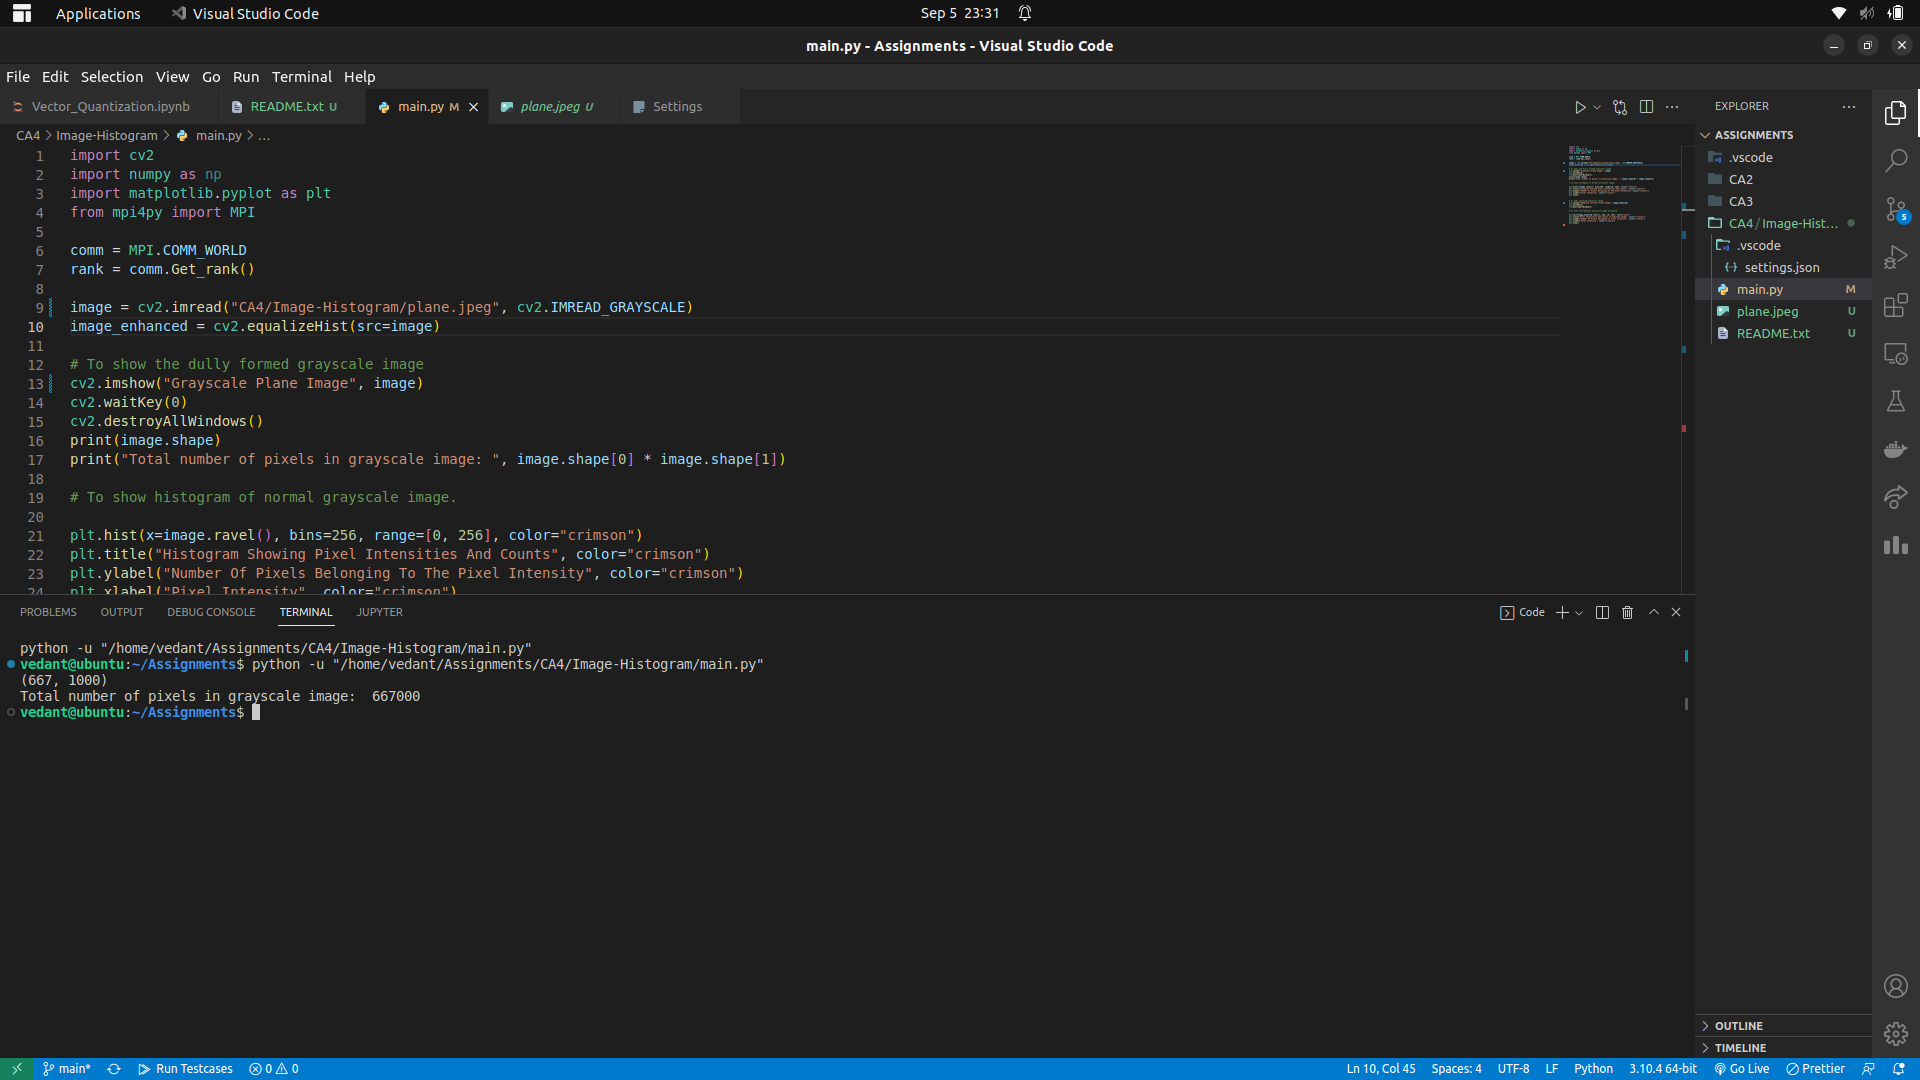 Applications Visual Studio Code Sep 5 23:31
main.py - Assignments - Visual Studio Code
File Edit Selection View Go Run Terminal Help
Vector_Quantization.ipynb README.txt U main.py M plane.jpeg U Settings
CA4 > Image-Histogram > main.py > ...
1 import cv2
2 import numpy as np
3 import matplotlib.pyplot as plt
4 from mpi4py import MPI
5
6 comm = MPI.COMM_WORLD
7 rank = comm.Get_rank()
8
9 image = cv2.imread("CA4/Image-Histogram/plane.jpeg", cv2.IMREAD_GRAYSCALE)
10 image_enhanced = cv2.equalizeHist(src=image)
11
12 # To show the dully formed grayscale image
13 cv2.imshow("Grayscale Plane Image", image)
14 cv2.waitKey(0)
15 cv2.destroyAllWindows()
16 print(image.shape)
17 print("Total number of pixels in grayscale image: ", image.shape[0] * image.shape[1])
18
19 # To show histogram of normal grayscale image.
20
21 plt.hist(x=image.ravel(), bins=256, range=[0, 256], color="crimson")
22 plt.title("Histogram Showing Pixel Intensities And Counts", color="crimson")
23 plt.ylabel("Number Of Pixels Belonging To The Pixel Intensity", color="crimson")
24 plt.xlabel("Pixel Intensity", color="crimson")
EXPLORER
ASSIGNMENTS
.vscode
CA2
CA3
CA4/Image-Hist...
.vscode
settings.json
main.py M
plane.jpeg U
README.txt U
5
PROBLEMS OUTPUT DEBUG CONSOLE TERMINAL JUPYTER Code
python -u "/home/vedant/Assignments/CA4/Image-Histogram/main.py"
vedant@ubuntu:~/Assignments$ python -u "/home/vedant/Assignments/CA4/Image-Histogram/main.py"
(667, 1000)
Total number of pixels in grayscale image:  667000
vedant@ubuntu:~/Assignments$
OUTLINE
TIMELINE
main* Run Testcases 0 0 Ln 10, Col 45 Spaces: 4 UTF-8 LF Python 3.10.4 64-bit Go Live Prettier